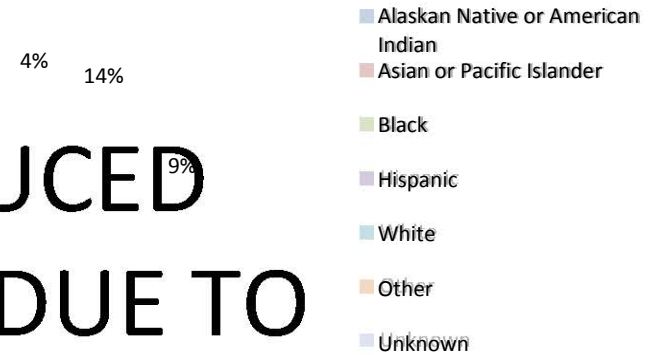 4%
14%
9%
UCED
DUE TO
Alaskan Native or American
Indian
Asian or Pacific Islander
Black
Hispanic
White
Other
Unknown